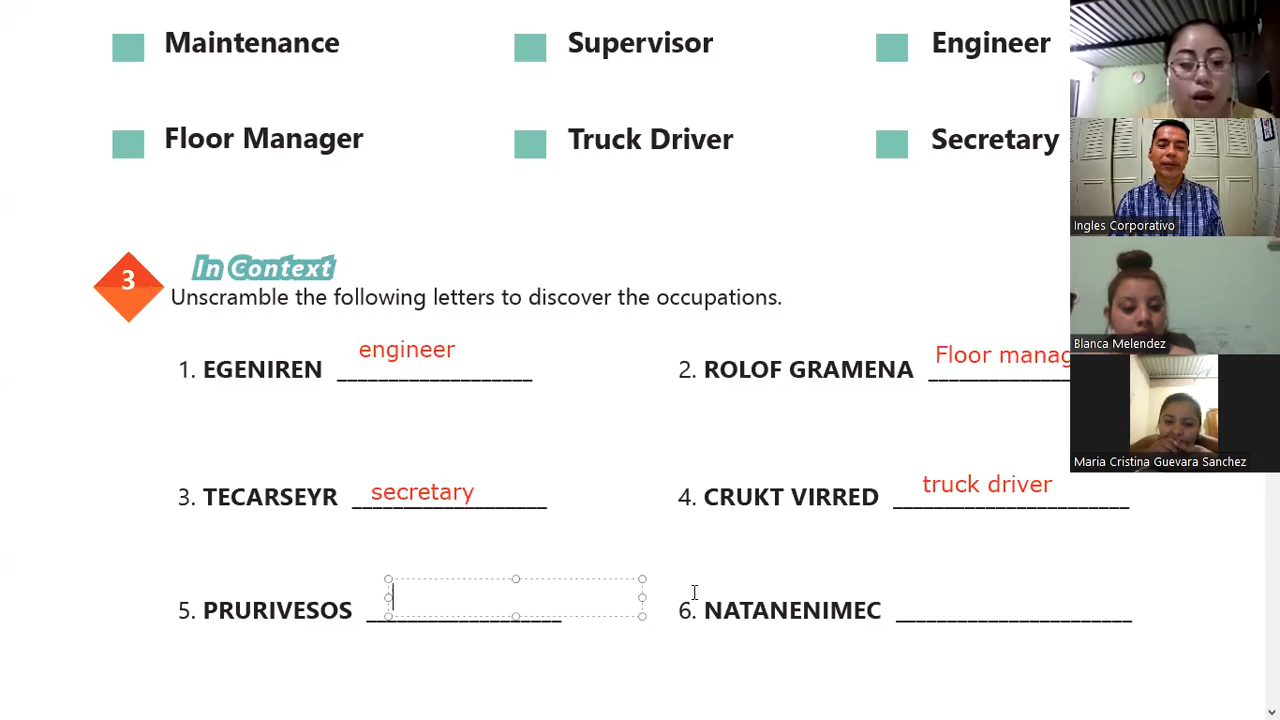 Maintenance
Supervisor
Engineer
Floor Manager
Truck Driver
Secretary
Ingles Corporativo
3
In Context
Unscramble the following letters to discover the occupations.
Blanca Melendez
1. EGENIREN engineer
2. ROLOF GRAMENA Floor manag
Maria Cristina Guevara Sanchez
3. TECARSEYR secretary
4. CRUKT VIRRED truck driver
5. PRURIVESOS
6. NATANENIMEC